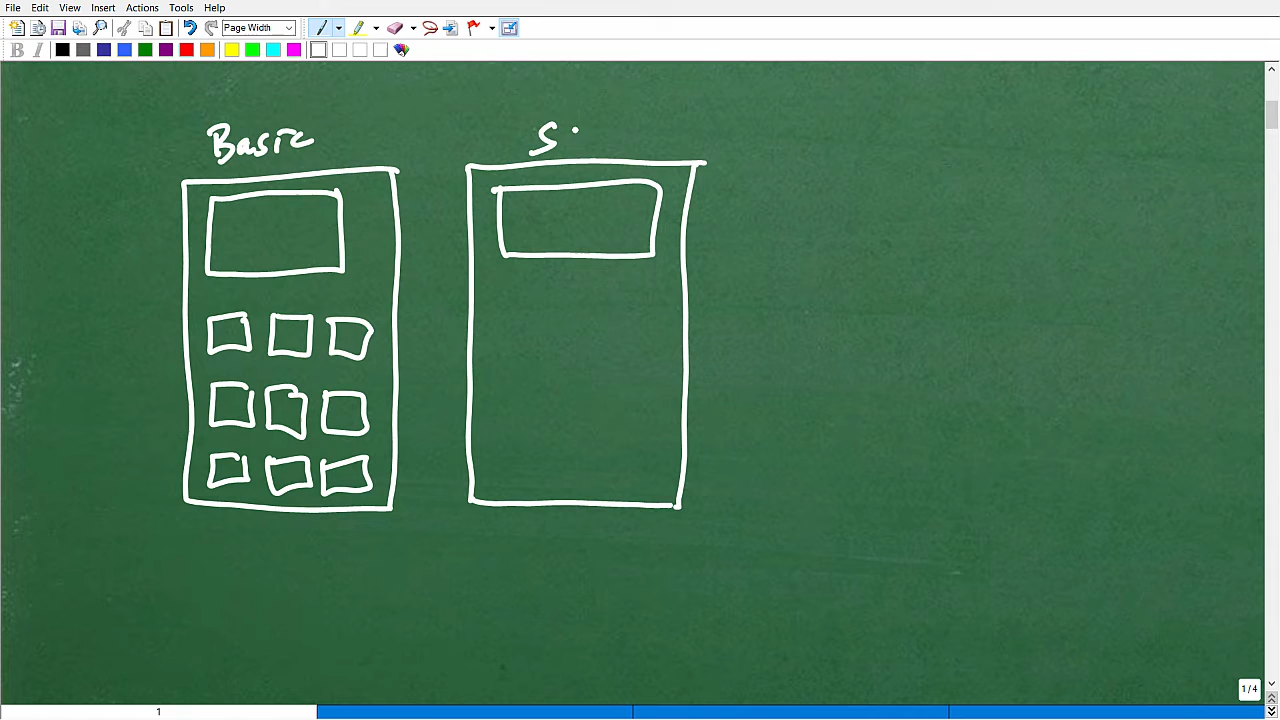 File Edit View Insert Actions Tools Help
Page Width
B I
Basic S
1/4
1